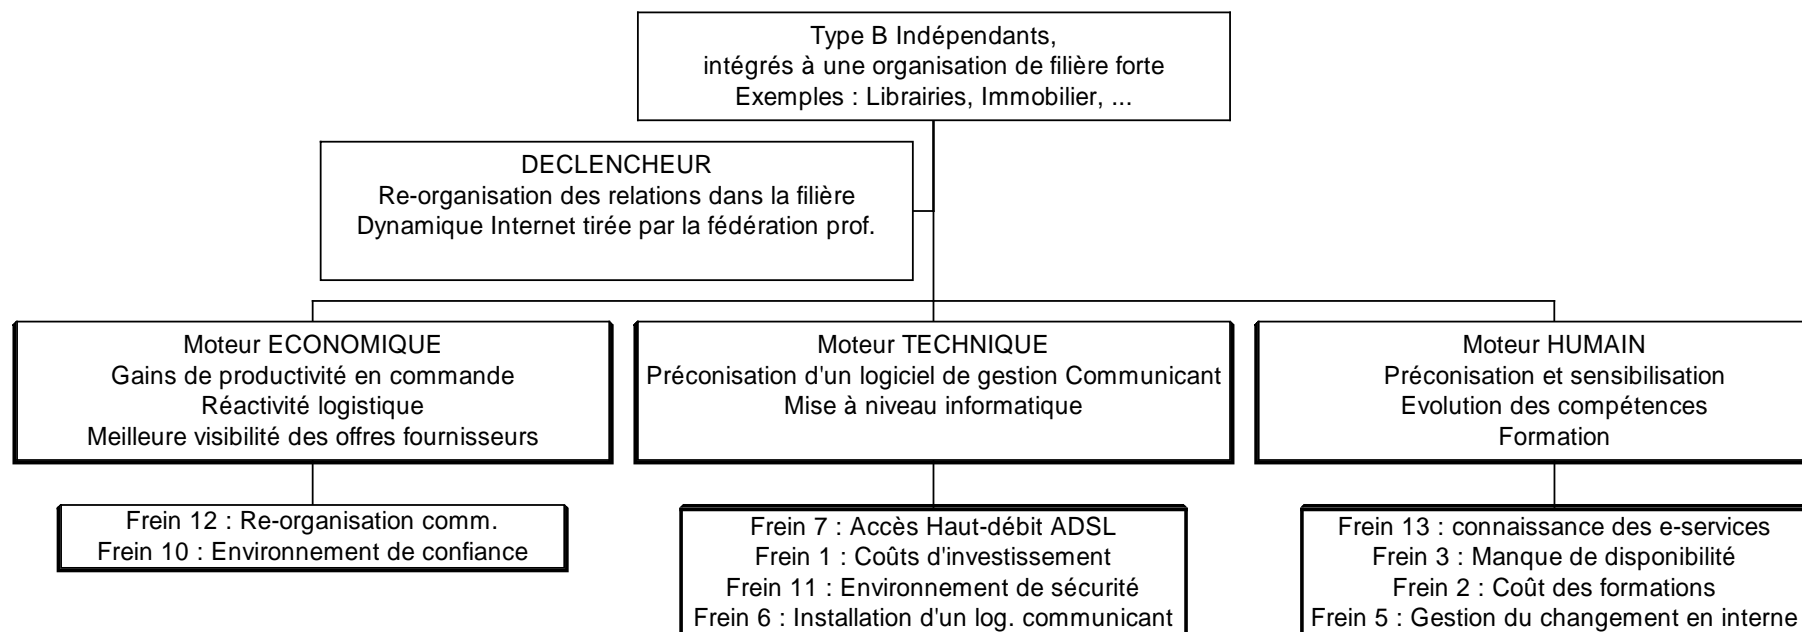 Type B Indépendants,
intégrés à une organisation de filière forte
Exemples : Librairies, Immobilier, ...
DECLENCHEUR
Re-organisation des relations dans la filière
Dynamique Internet tirée par la fédération prof.
Moteur ECONOMIQUE
Gains de productivité en commande
Réactivité logistique
Meilleure visibilité des offres fournisseurs
Moteur TECHNIQUE
Préconisation d'un logiciel de gestion Communicant
Mise à niveau informatique
Moteur HUMAIN
Préconisation et sensibilisation
Evolution des compétences
Formation
Frein 12 : Re-organisation comm.
Frein 10 : Environnement de confiance
Frein 7 : Accès Haut-débit ADSL
Frein 1 : Coûts d'investissement
Frein 11 : Environnement de sécurité
Frein 6 : Installation d'un log. communicant
Frein 13 : connaissance des e-services
Frein 3 : Manque de disponibilité
Frein 2 : Coût des formations
Frein 5 : Gestion du changement en interne